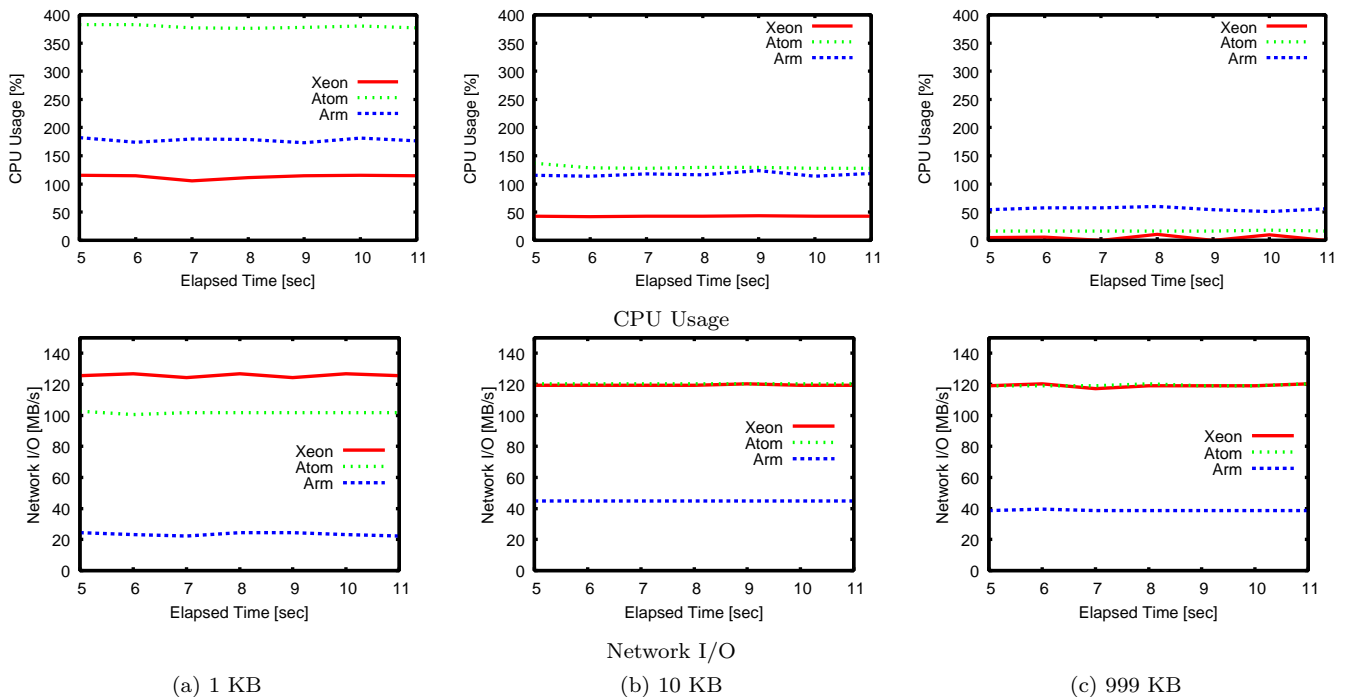 400
350
300
250
200
150
100
50
0
CPU Usage [%]
Xeon
Atom
Arm
5 6 7 8 9 10 11
Elapsed Time [sec]
400
350
300
250
200
150
100
50
0
CPU Usage [%]
Xeon
Atom
Arm
5 6 7 8 9 10 11
Elapsed Time [sec]
400
350
300
250
200
150
100
50
0
CPU Usage [%]
Xeon
Atom
Arm
5 6 7 8 9 10 11
Elapsed Time [sec]
CPU Usage
140
120
100
80
60
40
20
0
Network I/O [MB/s]
Xeon
Atom
Arm
5 6 7 8 9 10 11
Elapsed Time [sec]
140
120
100
80
60
40
20
0
Network I/O [MB/s]
Xeon
Atom
Arm
5 6 7 8 9 10 11
Elapsed Time [sec]
140
120
100
80
60
40
20
0
Network I/O [MB/s]
Xeon
Atom
Arm
5 6 7 8 9 10 11
Elapsed Time [sec]
Network I/O
(a) 1 KB
(b) 10 KB
(c) 999 KB